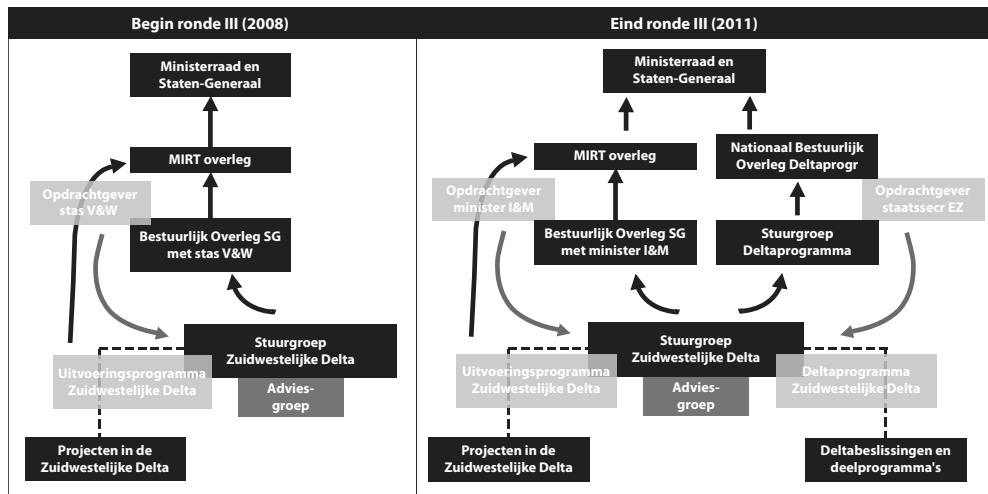 Begin ronde III (2008)
Ministerraad en
Staten-Generaal
MIRT overleg
Opdrachtgever
stas V&W
Bestuurlijk Overleg SG
met stas V&W
Stuurgroep
Zuidwestelijke Delta
Uitvoeringsprogramma
Zuidwestelijke Delta
Advies-
groep
Projecten in de
Zuidwestelijke Delta
Eind ronde III (2011)
Ministerraad en
Staten-Generaal
MIRT overleg
Nationaal Bestuurlijk
Overleg Deltaprogr
Opdrachtgever
minister I&M
Opdrachtgever
staatssecr EZ
Bestuurlijk Overleg SG
met minister I&M
Stuurgroep
Deltaprogramma
Stuurgroep
Zuidwestelijke Delta
Uitvoeringsprogramma
Zuidwestelijke Delta
Deltaprogramma
Zuidwestelijke Delta
Advies-
groep
Projecten in de
Zuidwestelijke Delta
Deltabeslissingen en
deelprogramma's